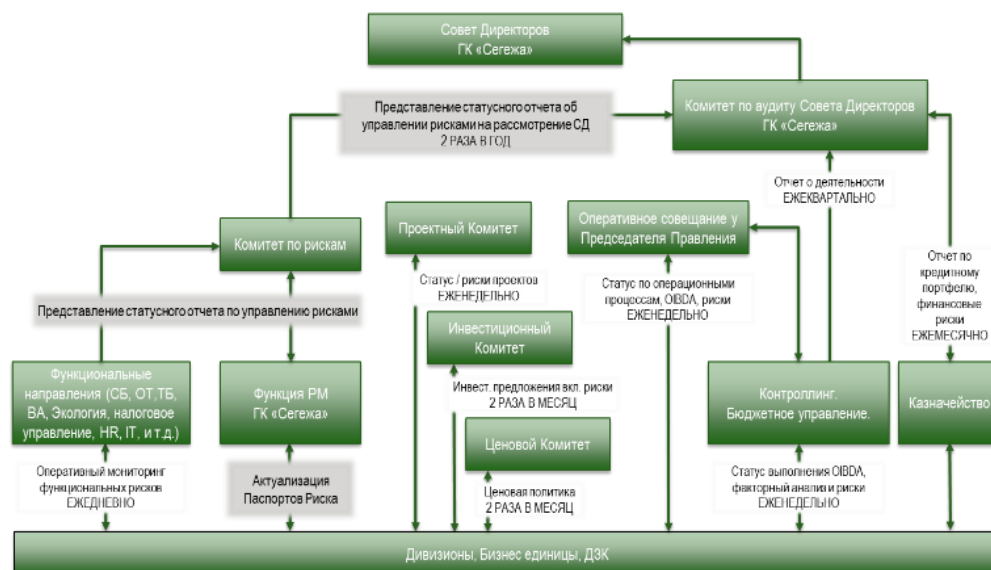 Совет Директоров
ГК «Сегежа»
Представление статусного отчета об
управлении рисками на рассмотрение СД
2 РАЗА В ГОД
Комитет по аудиту Совета Директоров
ГК «Сегежа»
Отчет о деятельности
ЕЖЕКВАРТАЛЬНО
Комитет по рискам
Проектный Комитет
Оперативное совещание у
Председателя Правления
Статус / риски проектов
ЕЖЕНЕДЕЛЬНО
Статус по операционными
процессам, OIBDA, риски
ЕЖЕНЕДЕЛЬНО
Отчет по
кредитному
портфелю,
финансовые
риски
ЕЖЕМЕСЯЧНО
Представление статусного отчета по управлению рисками
Инвестиционный
Комитет
Функциональные
направления (СБ, ОТ,ТБ,
ВА, Экология, налоговое
управление, HR, IT, и т.д.)
Функция РМ
ГК «Сегежа»
Инвест. предложения вкл. риски
2 РАЗА В МЕСЯЦ
Контроллинг.
Бюджетное управление.
Казначейство
Ценовой Комитет
Оперативный мониторинг
функциональных рисков
ЕЖЕДНЕВНО
Актуализация
Паспортов Риска
Ценовая политика
2 РАЗА В МЕСЯЦ
Статус выполнения OIBDA,
факторный анализ и риски
ЕЖЕНЕДЕЛЬНО
Дивизионы, Бизнес единицы, ДЗК